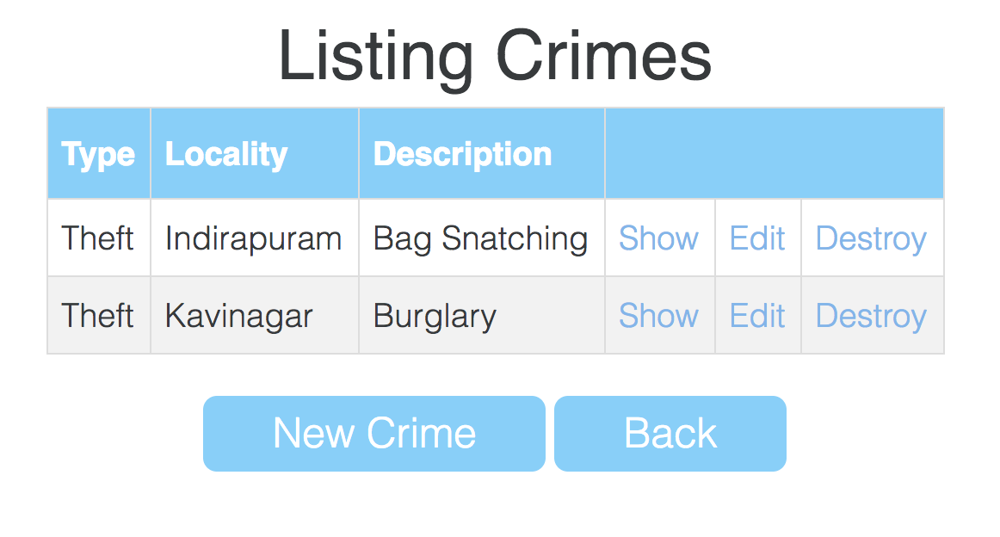 Listing Crimes
Type Locality Description
Theft Indirapuram Bag Snatching Show Edit Destroy
Theft Kavinagar Burglary Show Edit Destroy
New Crime Back